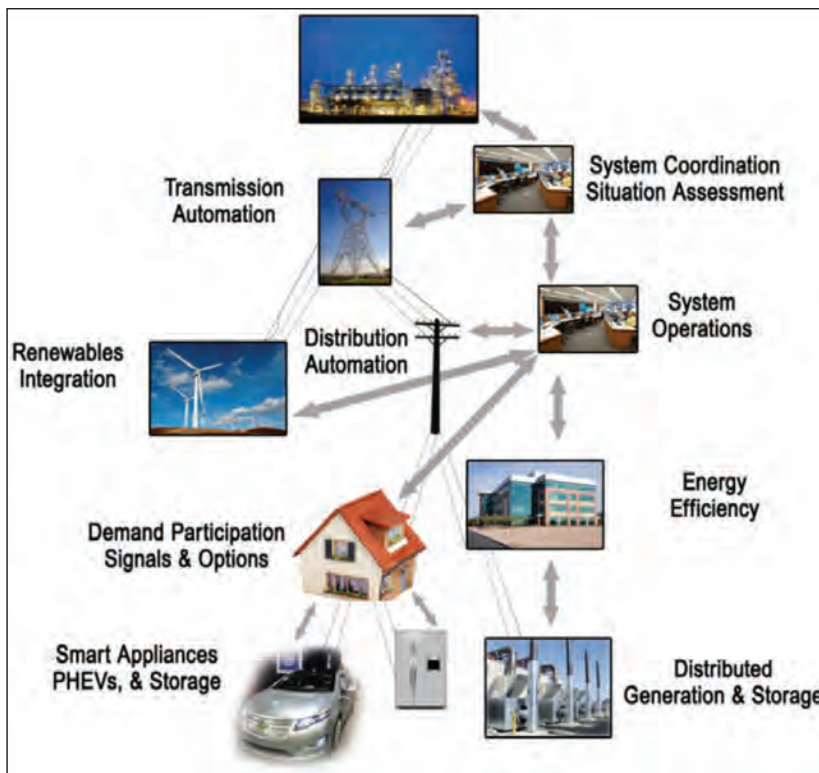 System Coordination
Situation Assessment
Transmission
Automation
System
Operations
Distribution
Automation
Renewables
Integration
Energy
Efficiency
Demand Participation
Signals & Options
Smart Appliances
PHEVs, & Storage
Distributed
Generation & Storage